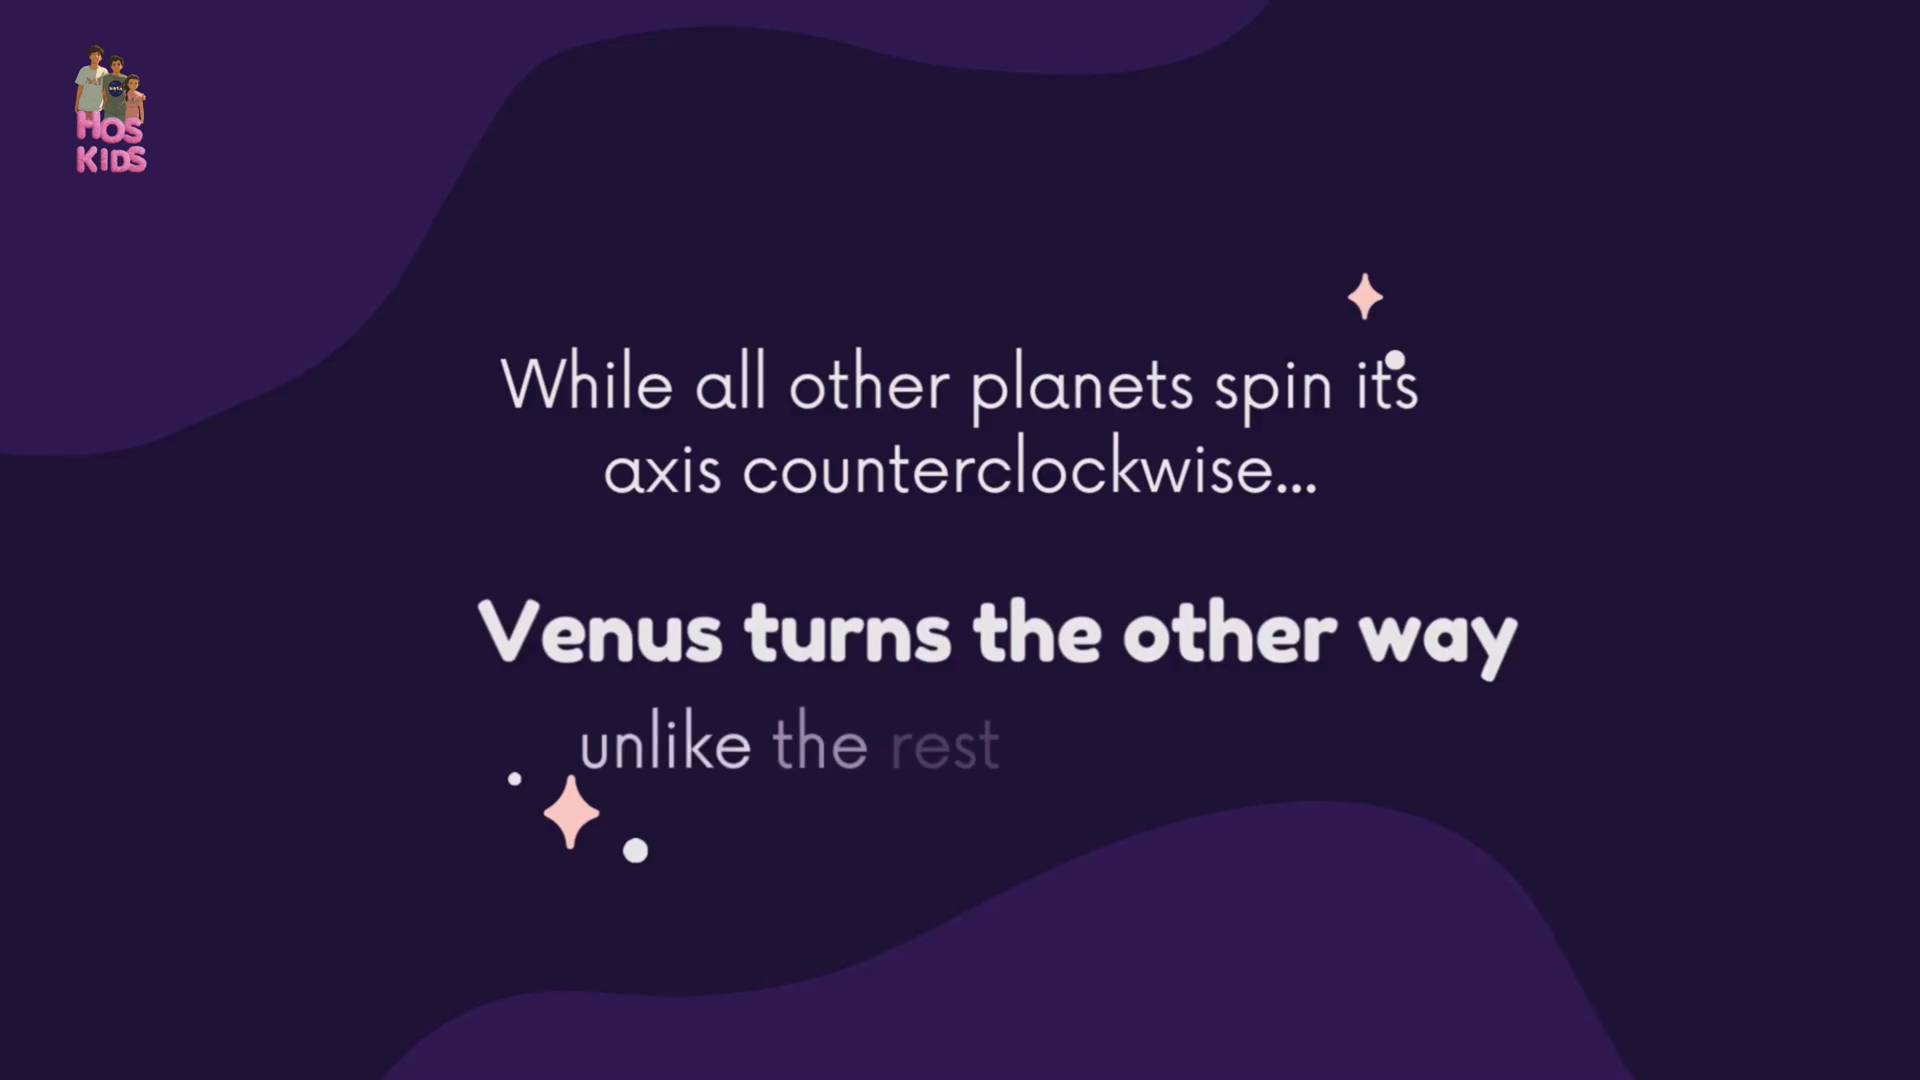 HOS
KIDS
While all other planets spin its
axis counterclockwise...
Venus turns the other way
unlike the rest